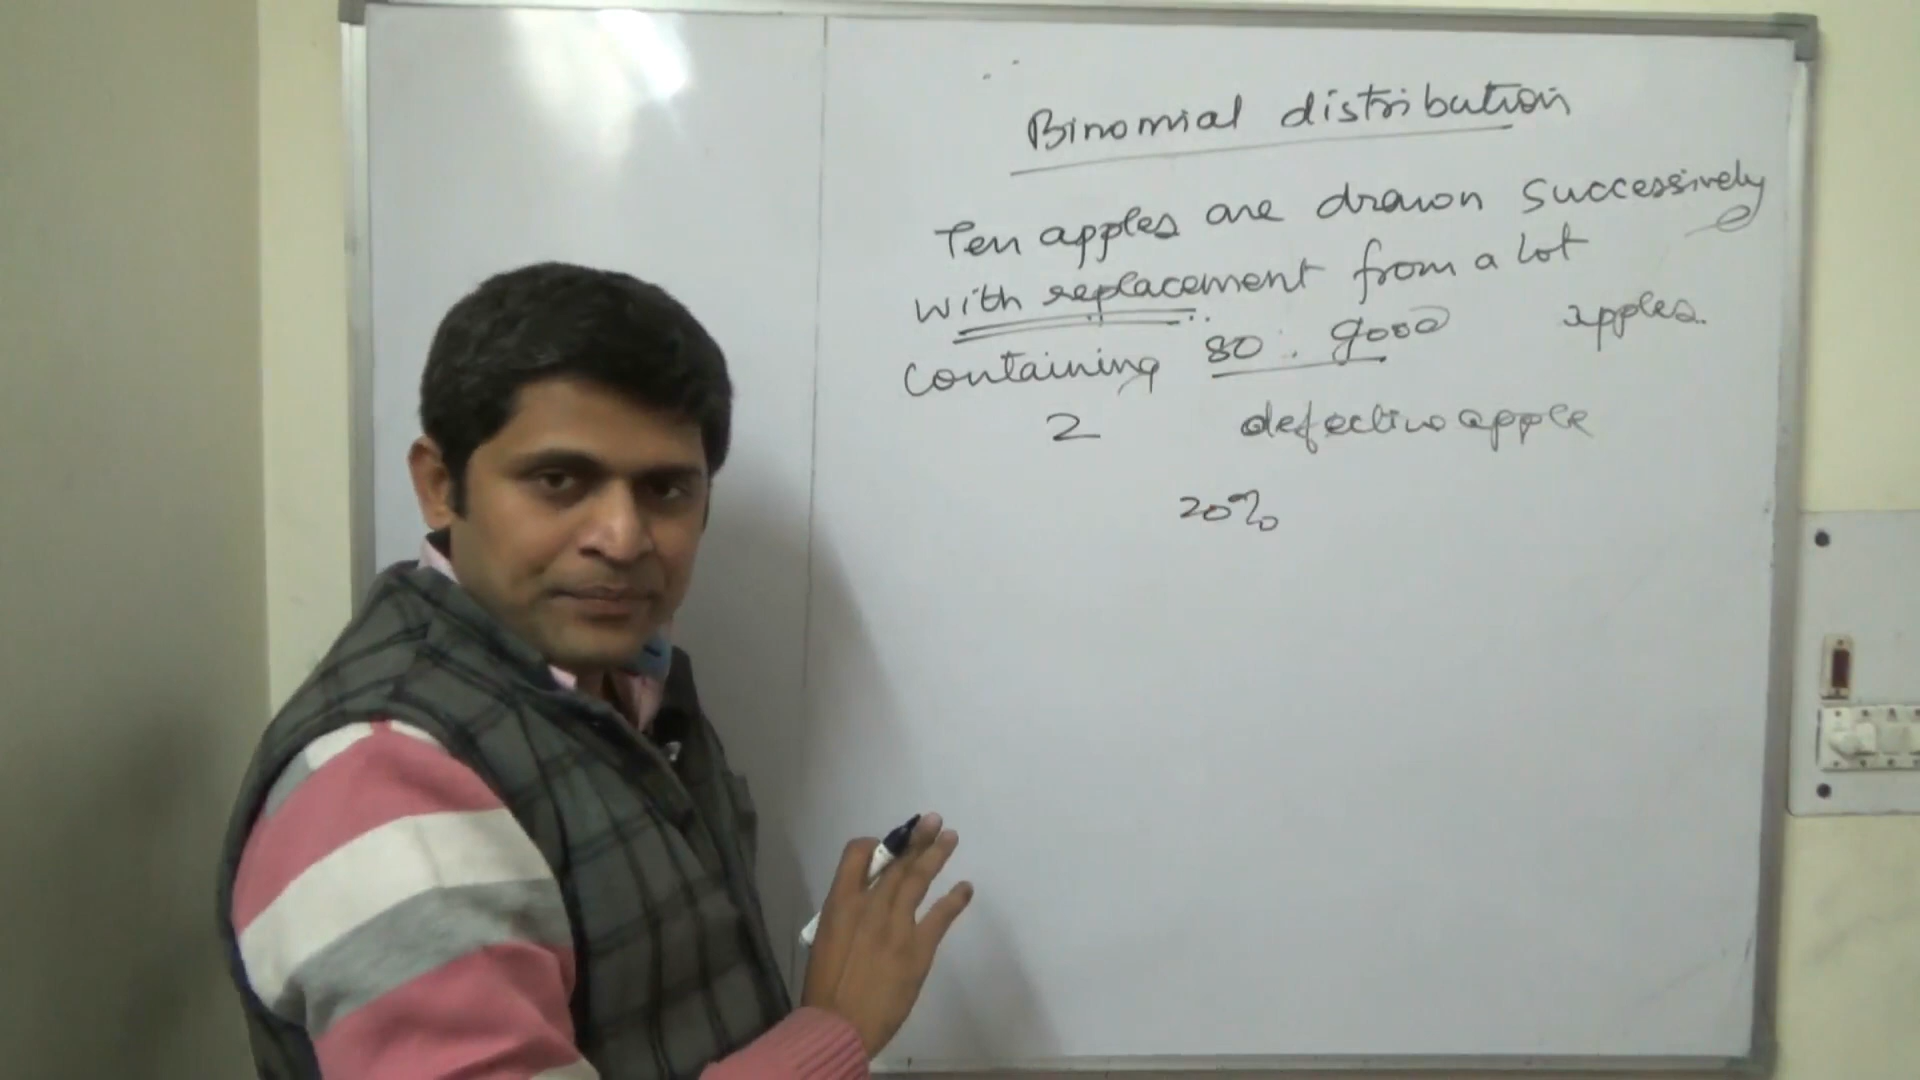 Binomial distribution
Ten apples are drawn successively
with replacement from a lot
containing 80 good apples.
2 defective apple
20%